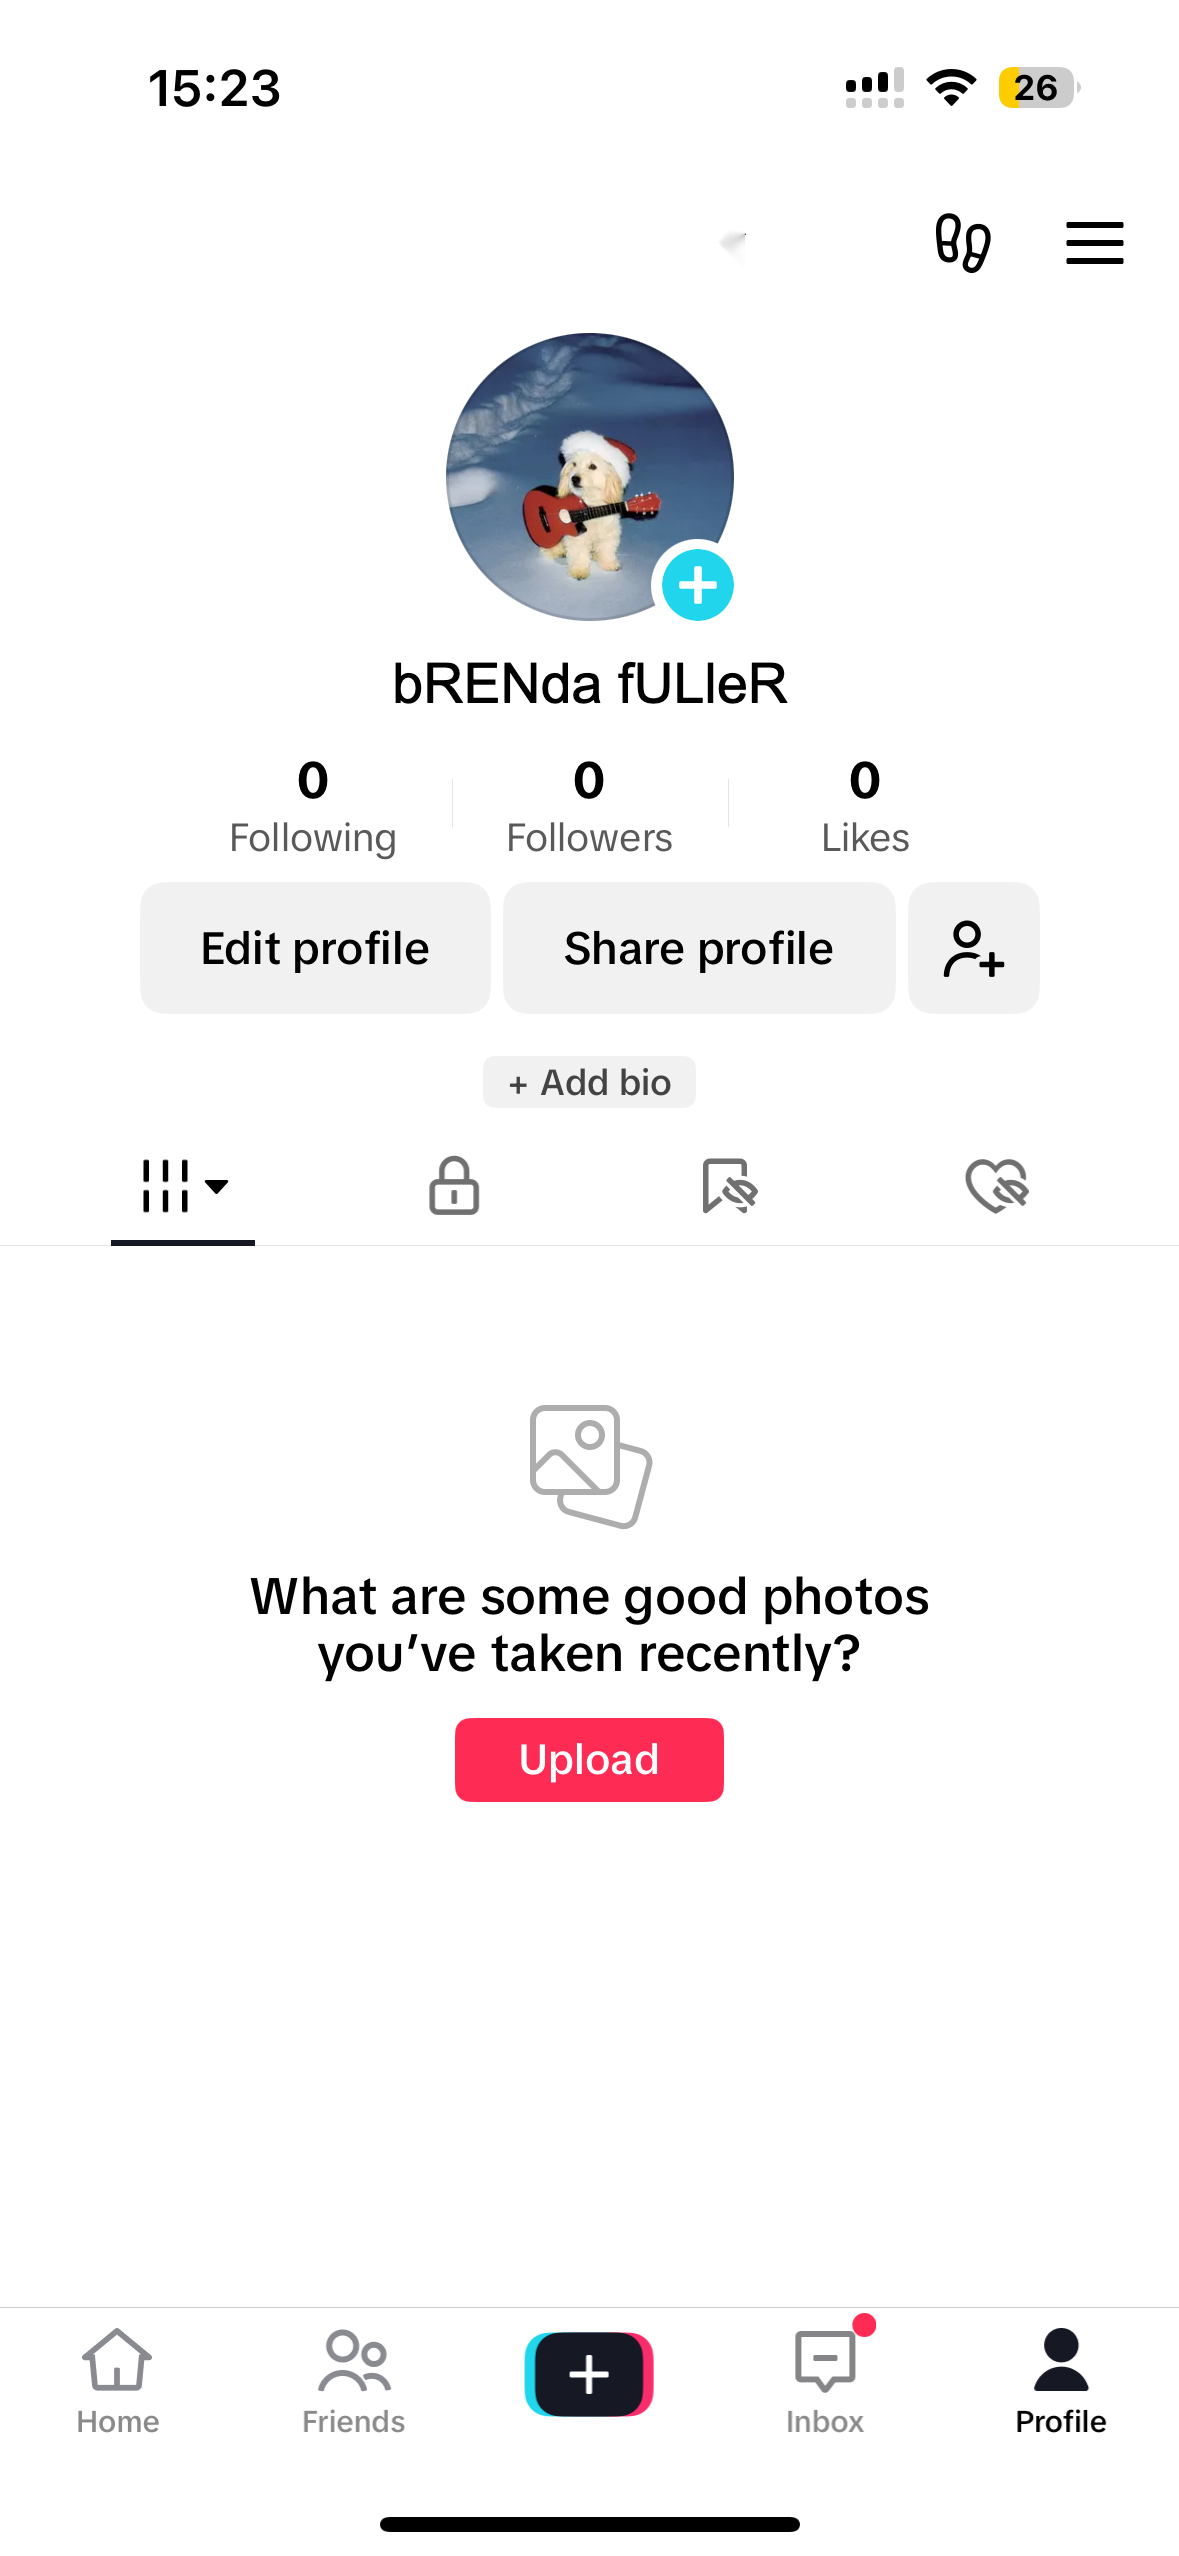 15:23
26
bRENda fULleR
0 0 0
Following Followers Likes
Edit profile Share profile
+ Add bio
What are some good photos
you’ve taken recently?
Upload
Home Friends Inbox Profile